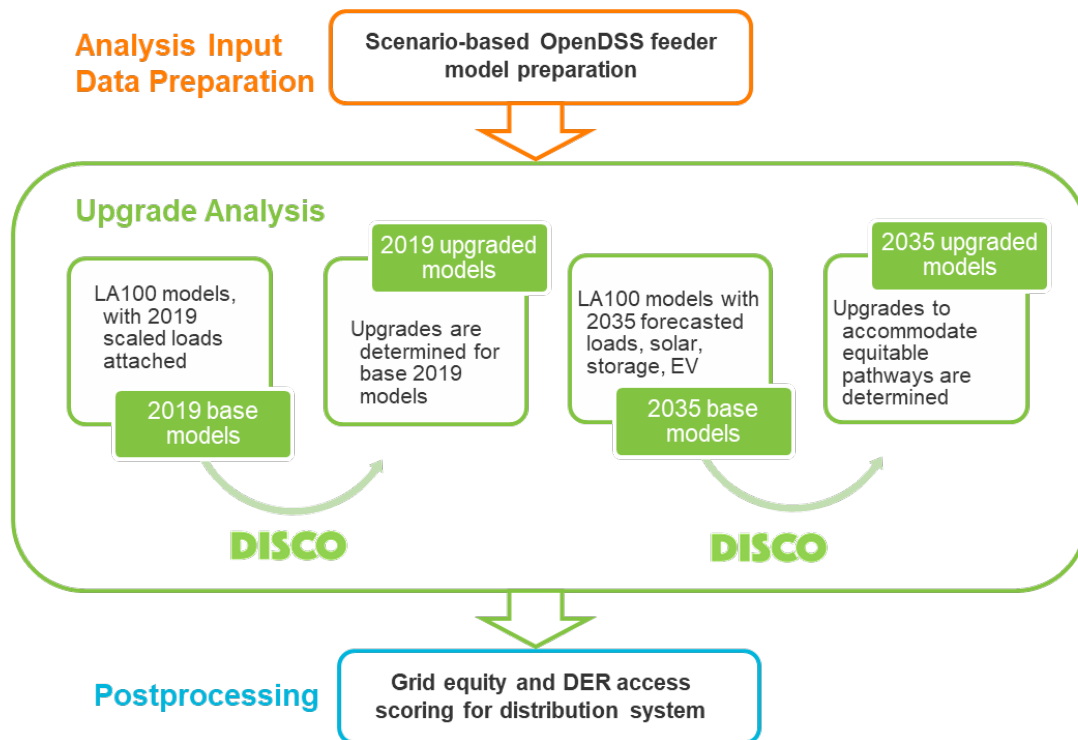 Analysis Input
Data Preparation
Scenario-based OpenDSS feeder
model preparation
Upgrade Analysis
LA100 models,
with 2019
scaled loads
attached
2019 base
models
2019 upgraded
models
Upgrades are
determined for
base 2019
models
LA100 models with
2035 forecasted
loads, solar,
storage, EV
2035 base
models
2035 upgraded
models
Upgrades to
accommodate
equitable
pathways are
determined
DISCO
DISCO
Postprocessing
Grid equity and DER access
scoring for distribution system